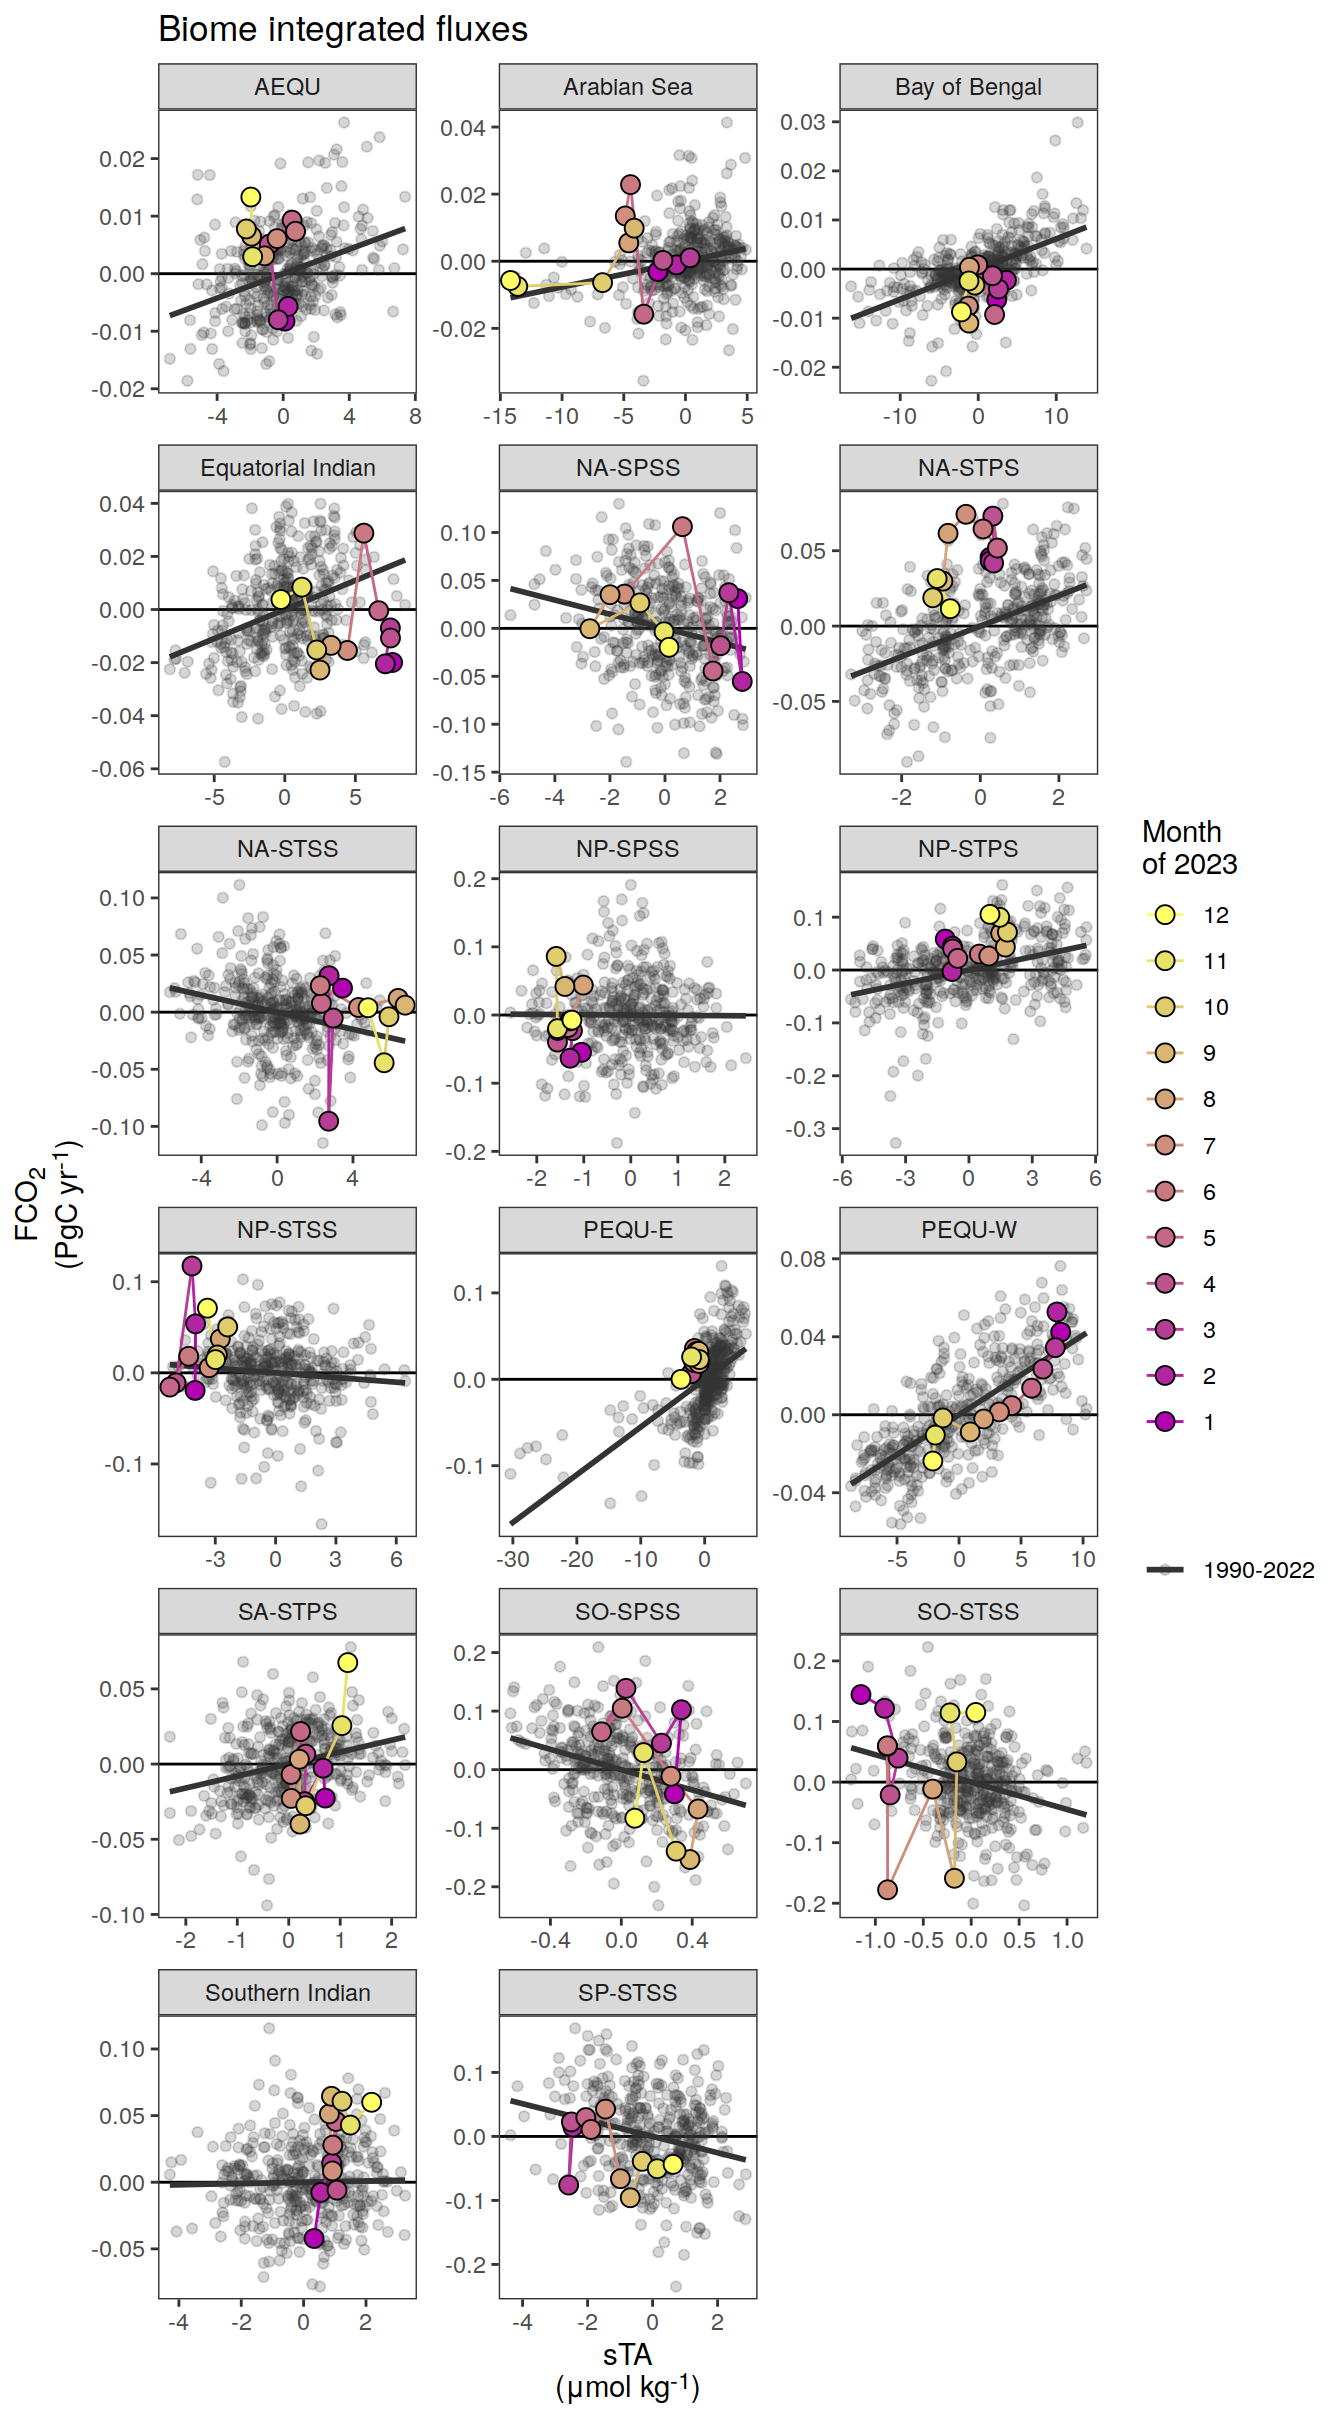 Biome integrated fluxes
AEQU
Arabian Sea
Bay of Bengal
0.02
0.01
0.00
-0.01
-0.02
0.04
0.02
0.00
-0.02
0.03
0.02
0.01
0.00
-0.01
-0.02
-4 0 4 8
-15 -10 -5 0 5
-10 0 10
Equatorial Indian
NA-SPSS
NA-STPS
0.04
0.02
0.00
-0.02
-0.04
-0.06
0.10
0.05
0.00
-0.05
-0.10
-0.15
0.05
0.00
-0.05
-5 0 5
-6 -4 -2 0 2
-2 0 2
NA-STSS
NP-SPSS
NP-STPS
0.10
0.05
0.00
-0.05
-0.10
0.2
0.1
0.0
-0.1
-0.2
0.1
0.0
-0.1
-0.2
-0.3
-4 0 4
-2 -1 0 1 2
-6 -3 0 3 6
NP-STSS
PEQU-E
PEQU-W
0.1
0.0
-0.1
0.1
0.0
-0.1
0.08
0.04
0.00
-0.04
-3 0 3 6
-30 -20 -10 0
-5 0 5 10
SA-STPS
SO-SPSS
SO-STSS
0.05
0.00
-0.05
-0.10
0.2
0.1
0.0
-0.1
-0.2
0.2
0.1
0.0
-0.1
-0.2
-2 -1 0 1 2
-0.4 0.0 0.4
-1.0 -0.5 0.0 0.5 1.0
Southern Indian
SP-STSS
0.10
0.05
0.00
-0.05
0.1
0.0
-0.1
-0.2
-4 -2 0 2
-4 -2 0 2
sTA
(µmol kg⁻¹)
FCO₂
(PgC yr⁻¹)
Month
of 2023
12
11
10
9
8
7
6
5
4
3
2
1
1990-2022